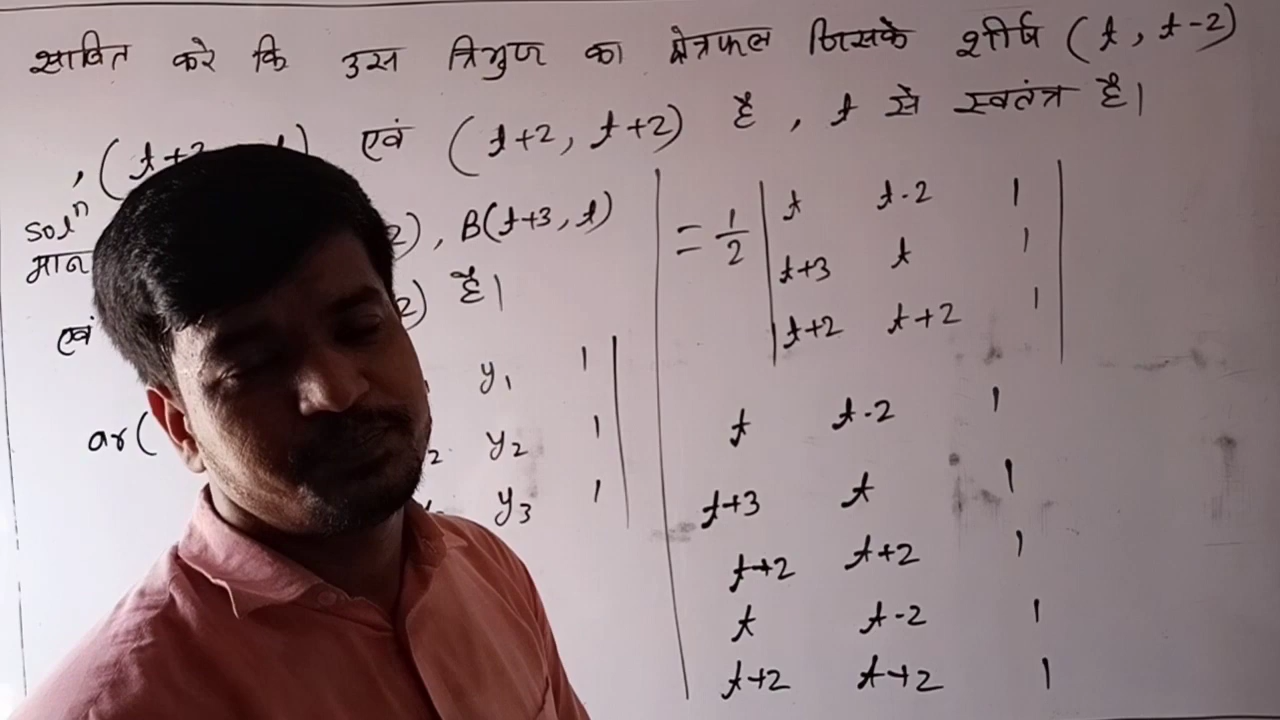 साबित करे कि उस त्रिभुज का क्षेत्रफल जिसके शीर्ष (t, t-2)
, (t+ t) एवं (t+2, t+2) है, t से स्वतंत्र है।
Solⁿ
मान 2), B(t+3, t)
एवं 2) है।
ar( y₁ 1
₂ y₂ 1
y₃ 1
= 1/2 | t t-2 1 |
t+3 t 1
t+2 t+2 1
t t-2 1
t+3 t 1
t+2 t+2 1
t t-2 1
t+2 t+2 1